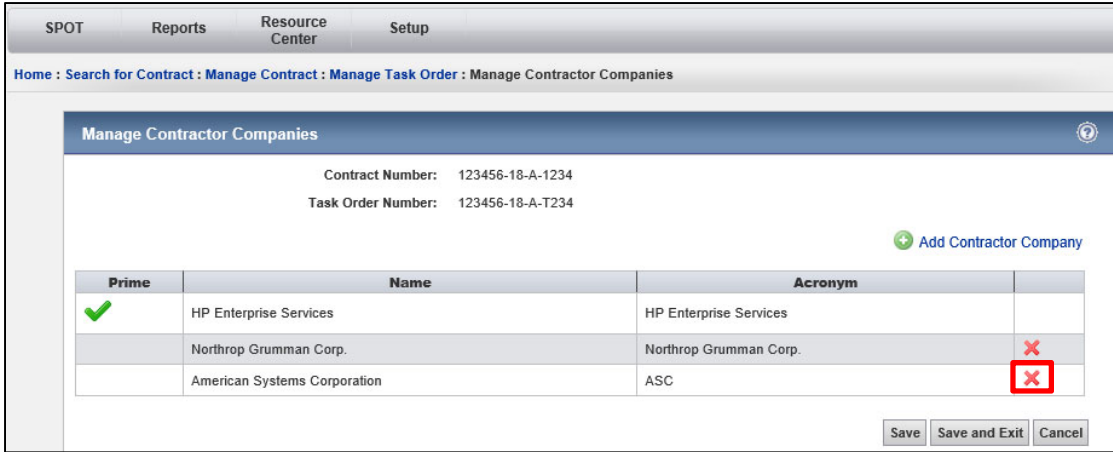 SPOT Reports Resource Center Setup
Home : Search for Contract : Manage Contract : Manage Task Order : Manage Contractor Companies
Manage Contractor Companies
Contract Number: 123456-18-A-1234
Task Order Number: 123456-18-A-T234
Add Contractor Company
Prime Name Acronym
HP Enterprise Services HP Enterprise Services
Northrop Grumman Corp. Northrop Grumman Corp.
American Systems Corporation ASC
Save Save and Exit Cancel